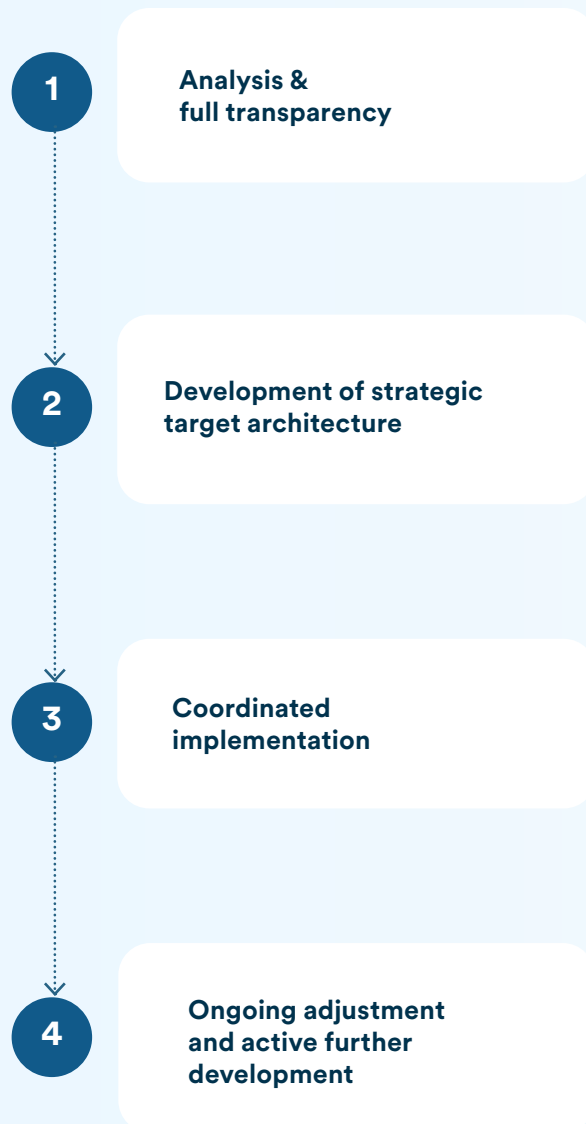 1
Analysis &
full transparency
2
Development of strategic
target architecture
3
Coordinated
implementation
4
Ongoing adjustment
and active further
development